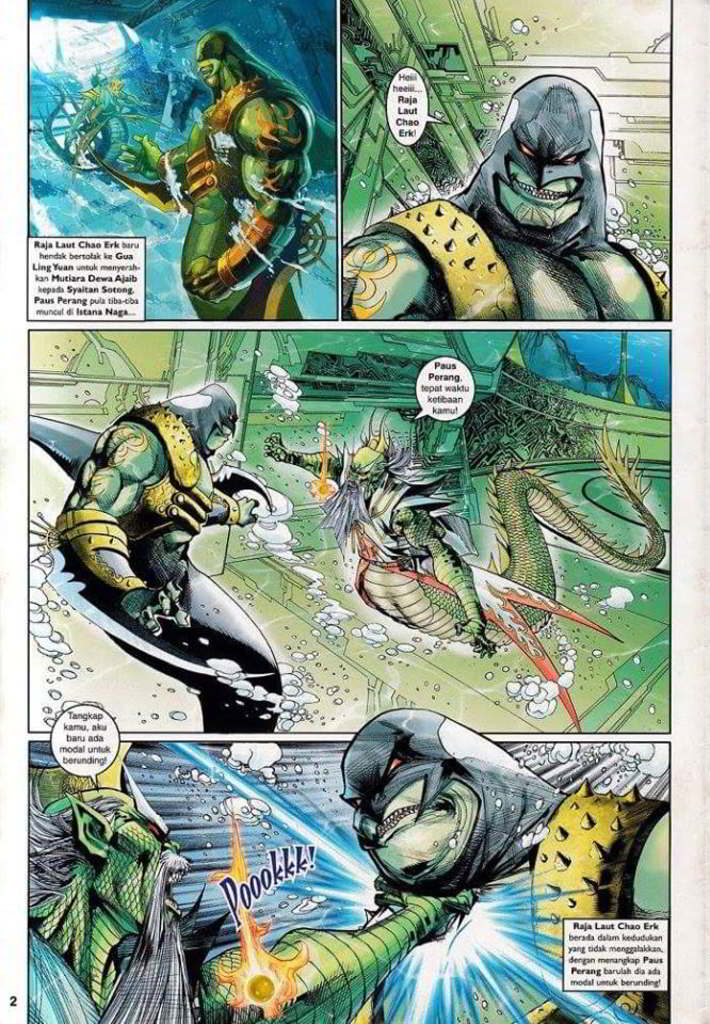 Raja Laut Chao Erk baru
hendak bersolak ke Gua
Ling Yuan untuk menyerah-
kan Mutiara Dewa Ajaib
kepada Syaitan Sotong.
Paus Perang pula tiba-tiba
muncul di Istana Naga...
Heiii
heeiii...
Raja
Laut
Chao
Erk!
Paus
Perang,
tepat waktu
ketibaan
kamu!
Tangkap
kamu, aku
baru ada
modal untuk
berunding!
Poookkk!
Raja Laut Chao Erk
berada dalam kedudukan
yang tidak menggalakkan,
dengan menangkap Paus
Perang barulah dia ada
modal untuk berunding!
2